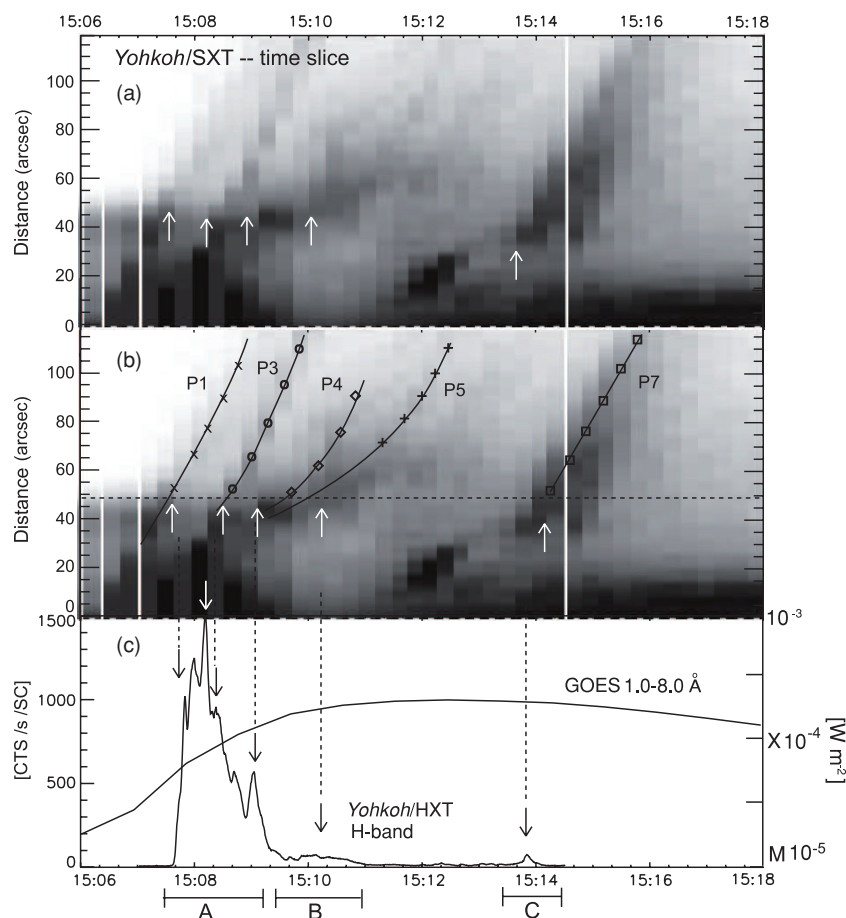 15:06 15:08 15:10 15:12 15:14 15:16 15:18
Yohkoh/SXT -- time slice
(a)
Distance (arcsec)
100
80
60
40
20
0
(b)
P1 P3 P4 P5 P7
Distance (arcsec)
100
80
60
40
20
0
(c)
[CTS /s /SC]
1500
1000
500
0
GOES 1.0-8.0 Å
Yohkoh/HXT
H-band
10-3
X10-4
M10-5
[W m-2]
15:06 15:08 15:10 15:12 15:14 15:16 15:18
A B C